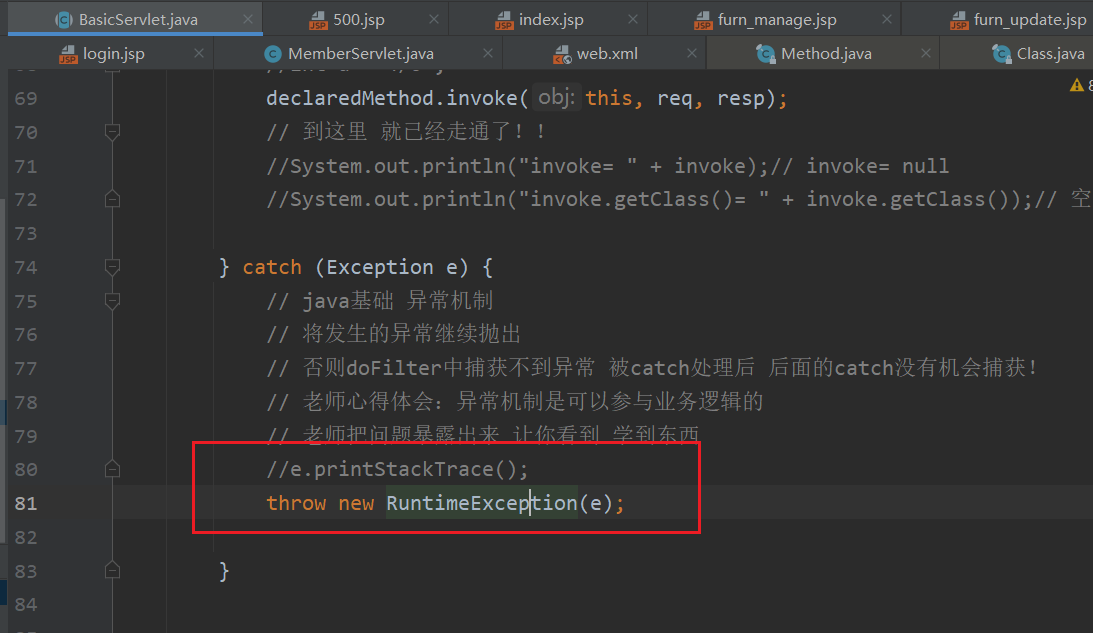 BasicServlet.java 500.jsp index.jsp furn_manage.jsp furn_update.jsp
login.jsp MemberServlet.java web.xml Method.java Class.java
69 declaredMethod.invoke( obj: this, req, resp);
70 // 到这里 就已经走通了！！
71 //System.out.println("invoke= " + invoke);// invoke= null
72 //System.out.println("invoke.getClass()= " + invoke.getClass());// 空
73
74 } catch (Exception e) {
75 // java基础 异常机制
76 // 将发生的异常继续抛出
77 // 否则doFilter中捕获不到异常 被catch处理后 后面的catch没有机会捕获！
78 // 老师心得体会：异常机制是可以参与业务逻辑的
79 // 老师把问题暴露出来 让你看到 学到东西
80 //e.printStackTrace();
81 throw new RuntimeException(e);
82
83 }
84